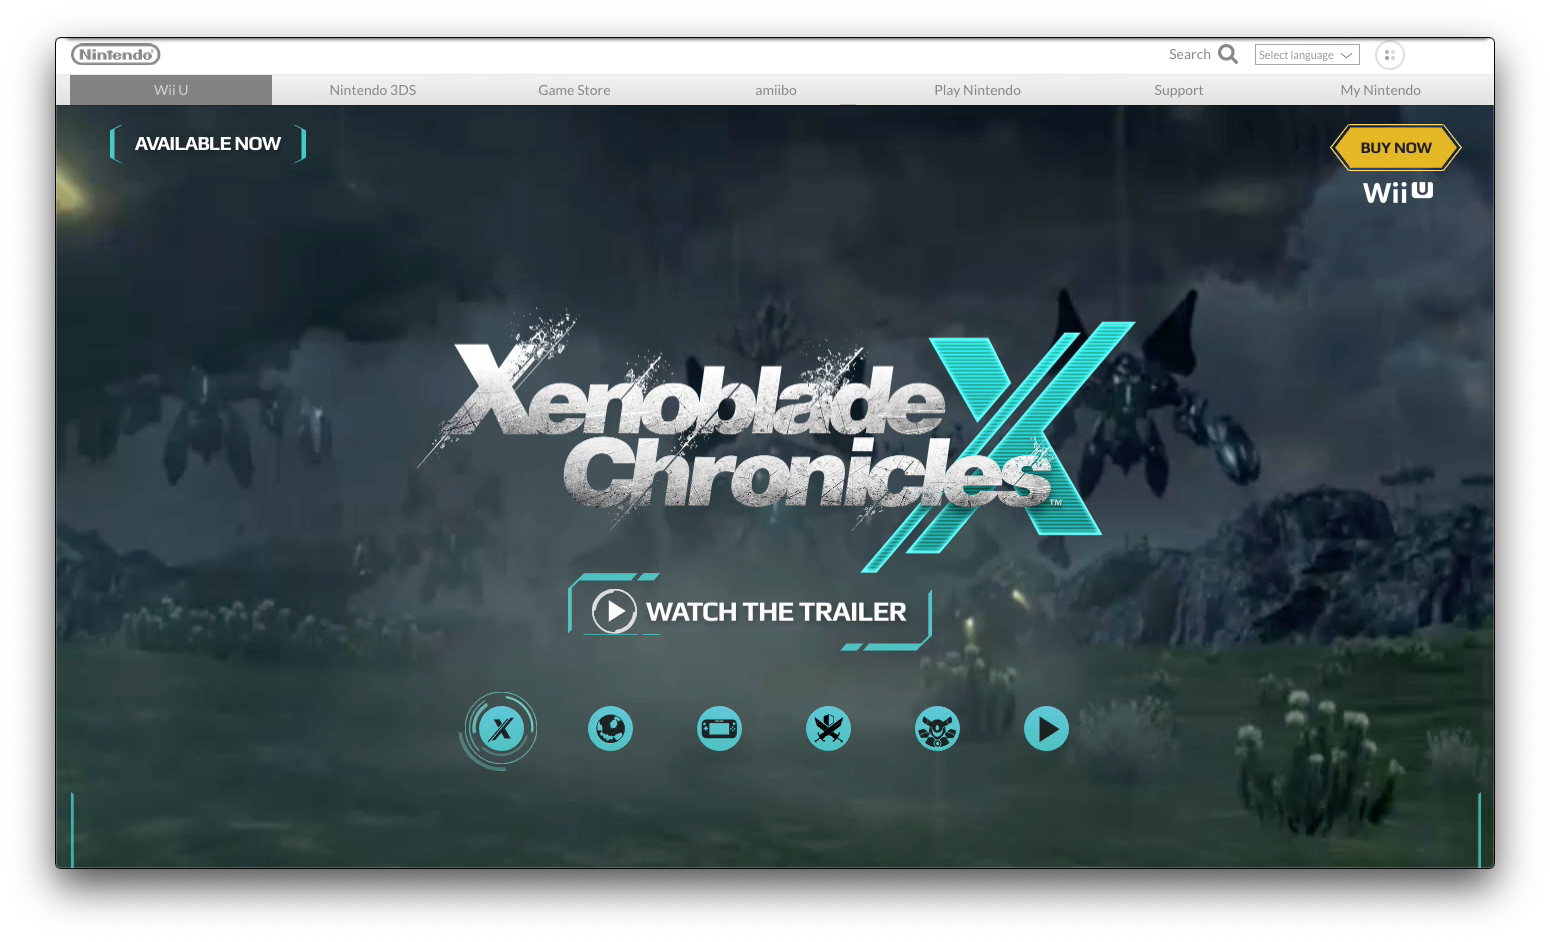 Nintendo
Search
Select language
Wii U
Nintendo 3DS
Game Store
amiibo
Play Nintendo
Support
My Nintendo
AVAILABLE NOW
BUY NOW
Wii U
Xenoblade
Chronicles X™
WATCH THE TRAILER
X